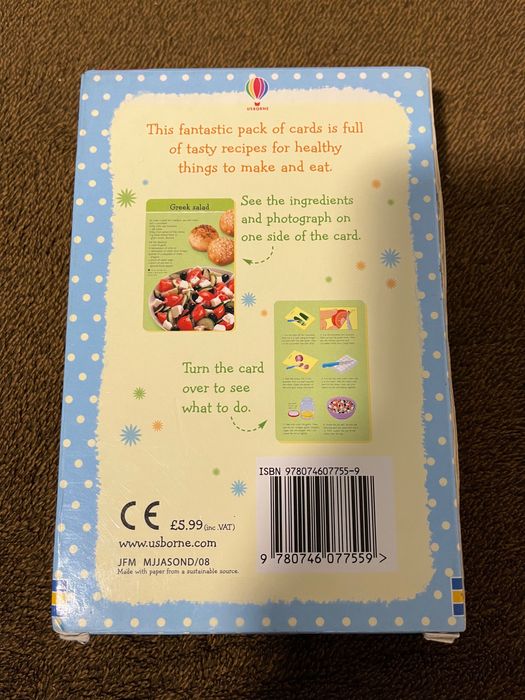 USBORNE
This fantastic pack of cards is full
of tasty recipes for healthy
things to make and eat.
Greek salad
See the ingredients
and photograph on
one side of the card.
Turn the card
over to see
what to do.
ISBN 978074607755-9
CE £5.99 (inc .VAT)
www.usborne.com
JFM MJJASOND/08
Made with paper from a sustainable source.
9 780746 077559 >